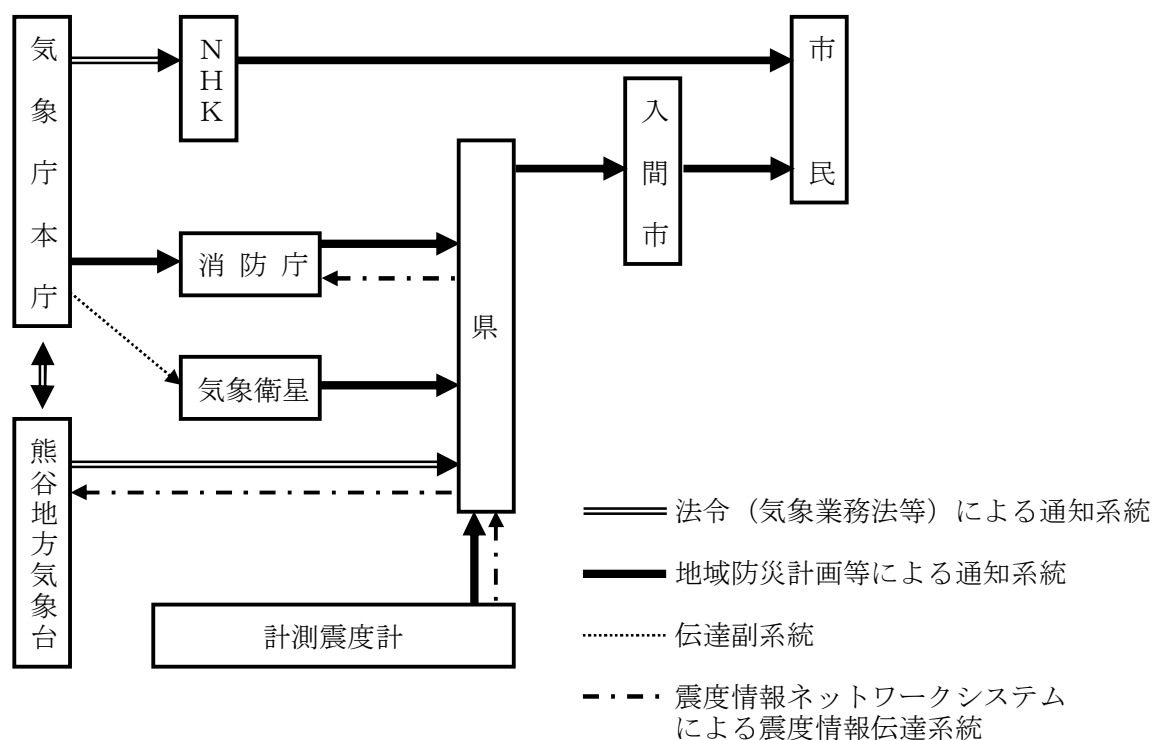 気象庁本庁
NHK
市民
入間市
消防庁
県
気象衛星
熊谷地方気象台
計測震度計
法令（気象業務法等）による通知系統
地域防災計画等による通知系統
伝達副系統
震度情報ネットワークシステム
による震度情報伝達系統